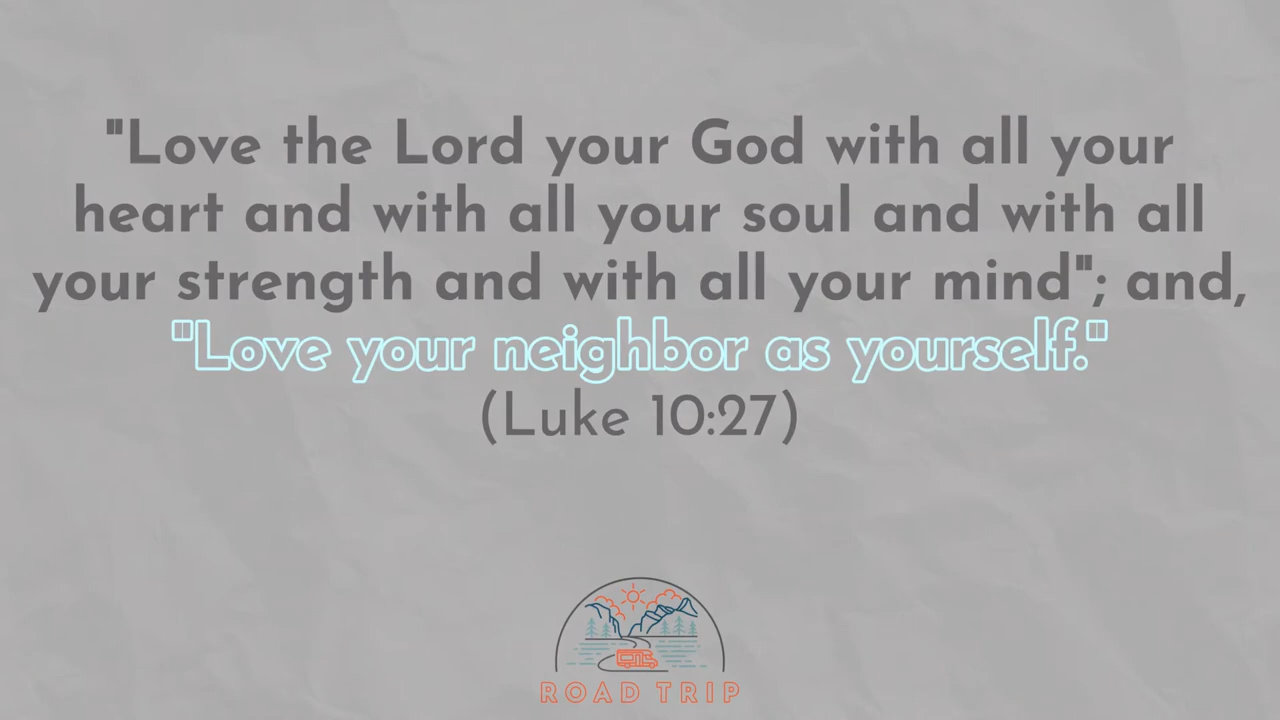 "Love the Lord your God with all your
heart and with all your soul and with all
your strength and with all your mind"; and,
"Love your neighbor as yourself."
(Luke 10:27)
ROAD TRIP